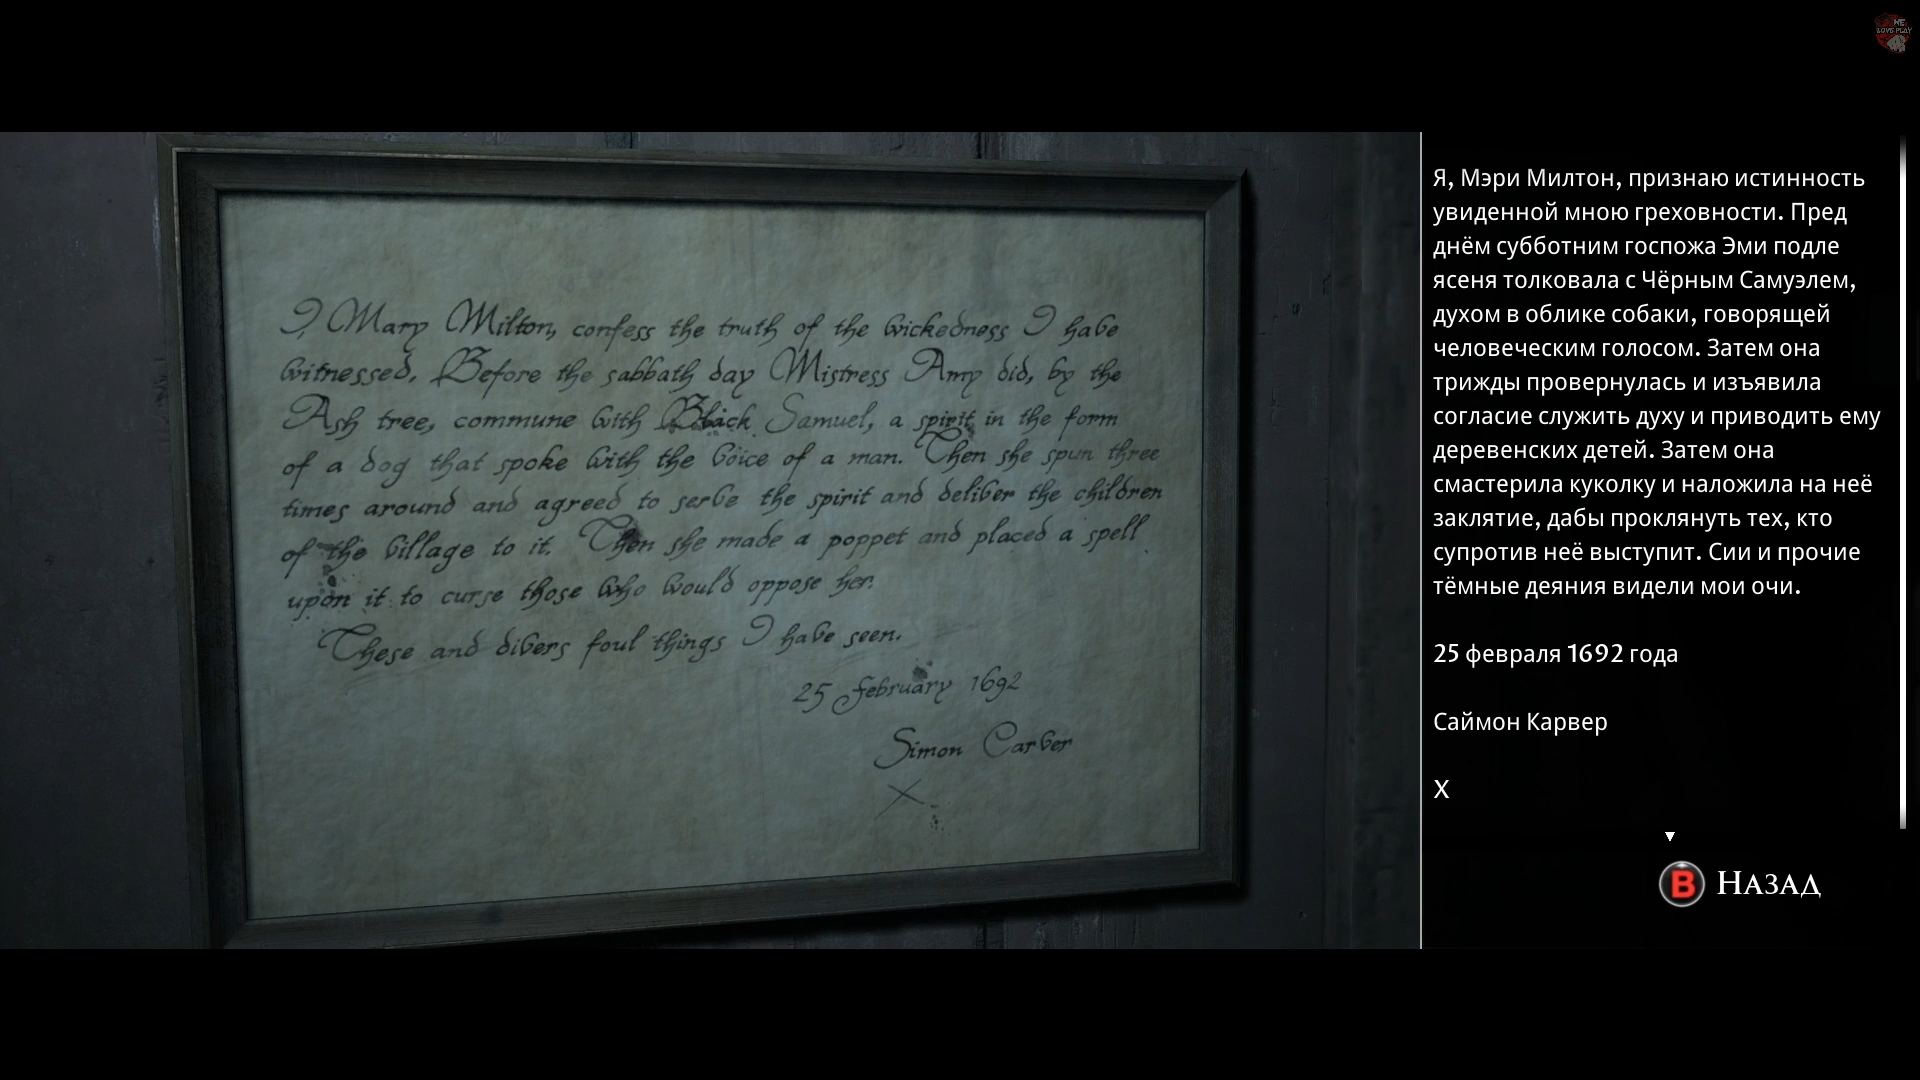 WE
LOVE PLAY
I, Mary Milton, confess the truth of the wickedness I have
witnessed. Before the sabbath day Mistress Amy did, by the
Ash tree, commune with Black Samuel, a spirit in the form
of a dog that spoke with the voice of a man. Then she spun three
times around and agreed to serve the spirit and deliver the children
of the village to it. Then she made a poppet and placed a spell
upon it to curse those who would oppose her.
These and divers foul things I have seen.
25 February 1692
Simon Carver
X
Я, Мэри Милтон, признаю истинность
увиденной мною греховности. Пред
днём субботним госпожа Эми подле
ясеня толковала с Чёрным Самуэлем,
духом в облике собаки, говорящей
человеческим голосом. Затем она
трижды провернулась и изъявила
согласие служить духу и приводить ему
деревенских детей. Затем она
смастерила куколку и наложила на неё
заклятие, дабы проклянуть тех, кто
супротив неё выступит. Сии и прочие
тёмные деяния видели мои очи.
25 февраля 1692 года
Саймон Карвер
X
B Назад